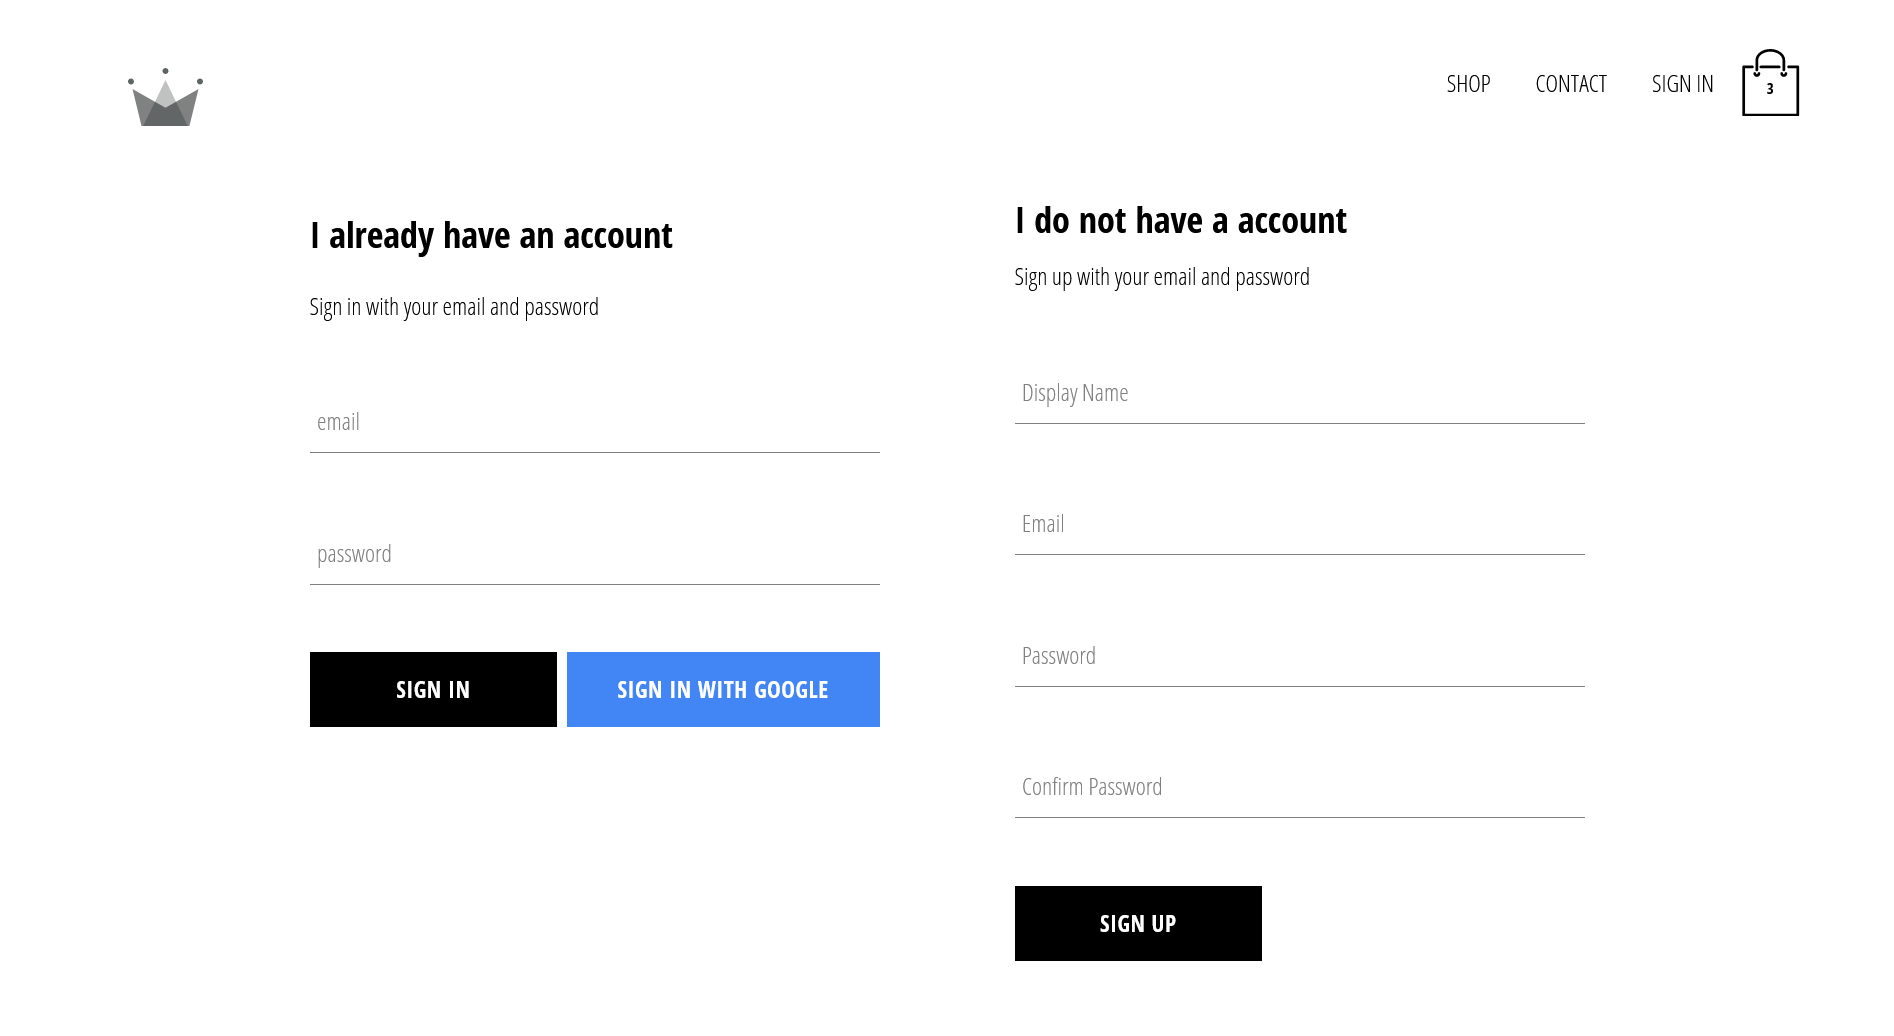 SHOP
CONTACT
SIGN IN
3
I already have an account
Sign in with your email and password
email
password
SIGN IN
SIGN IN WITH GOOGLE
I do not have a account
Sign up with your email and password
Display Name
Email
Password
Confirm Password
SIGN UP